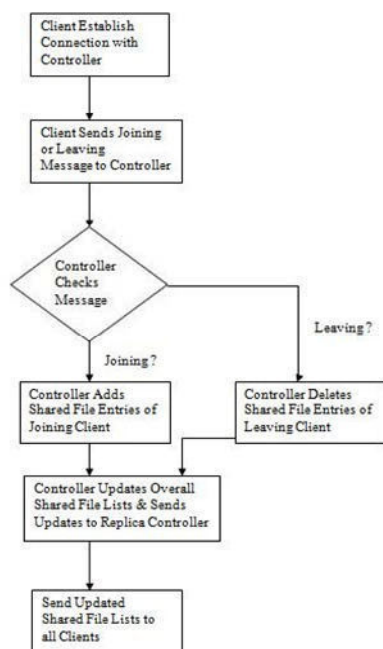 Client Establish
Connection with
Controller
Client Sends Joining
or Leaving
Message to Controller
Controller
Checks
Message
Leaving?
Joining?
Controller Adds
Shared File Entries of
Joining Client
Controller Deletes
Shared File Entries of
Leaving Client
Controller Updates Overall
Shared File Lists & Sends
Updates to Replica Controller
Send Updated
Shared File Lists to
all Clients